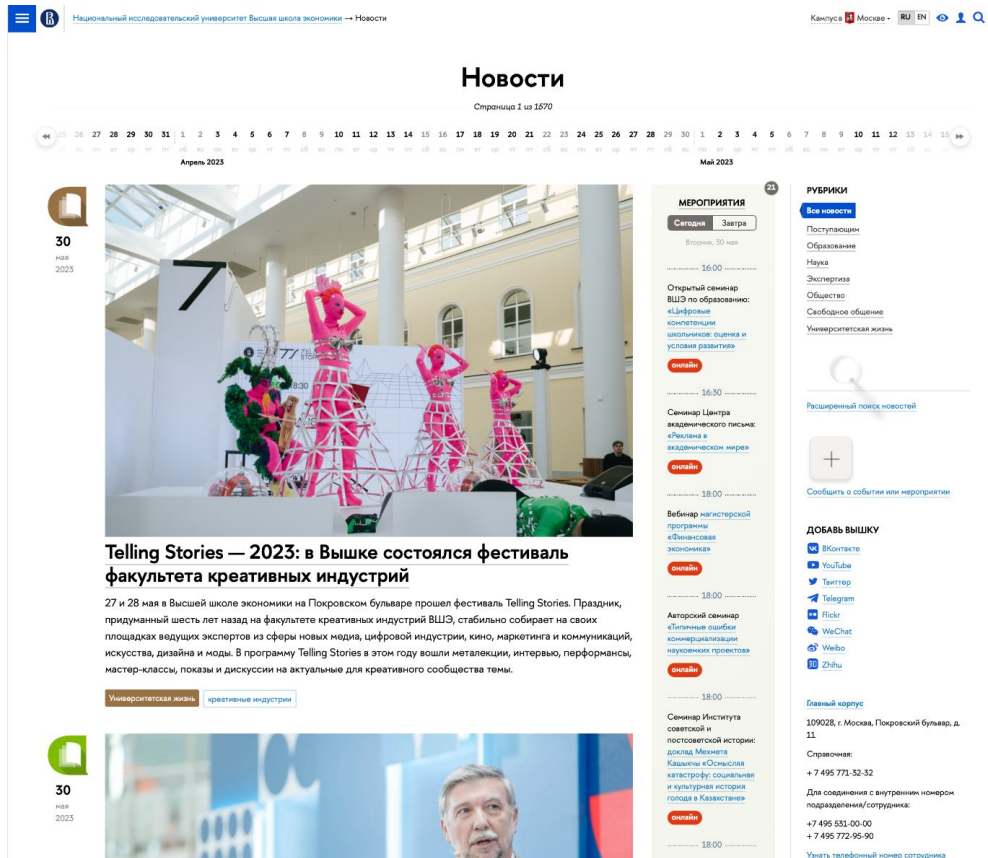 Национальный исследовательский университет Высшая школа экономики → Новости
Кампус в Москве
RU EN
Новости
Страница 1 из 1570
25 26 27 28 29 30 31 1 2 3 4 5 6 7 8 9 10 11 12 13 14 15 16 17 18 19 20 21 22 23 24 25 26 27 28 29 30 1 2 3 4 5 6 7 8 9 10 11 12 13 14 15
Апрель 2023
Май 2023
30
мая
2023
7
18:30
Telling Stories — 2023: в Вышке состоялся фестиваль
факультета креативных индустрий
27 и 28 мая в Высшей школе экономики на Покровском бульваре прошел фестиваль Telling Stories. Праздник,
придуманный шесть лет назад на факультете креативных индустрий ВШЭ, стабильно собирает на своих
площадках ведущих экспертов из сферы новых медиа, цифровой индустрии, кино, маркетинга и коммуникаций,
искусства, дизайна и моды. В программу Telling Stories в этом году вошли металекции, интервью, перформансы,
мастер-классы, показы и дискуссии на актуальные для креативного сообщества темы.
Университетская жизнь
креативные индустрии
30
мая
2023
21
МЕРОПРИЯТИЯ
Сегодня Завтра
Вторник, 30 мая
16:00
Открытый семинар
ВШЭ по образованию:
«Цифровые
компетенции
школьников: оценка и
условия развития»
онлайн
16:30
Семинар Центра
академического письма:
«Реклама в
академическом мире»
онлайн
18:00
Вебинар магистерской
программы
«Финансовая
экономика»
онлайн
18:00
Авторский семинар
«Типичные ошибки
коммерциализации
наукоемких проектов»
онлайн
18:00
Семинар Института
советской и
постсоветской истории:
доклад Мехмета
Кашыкчы «Осмысляя
катастрофу: социальная
и культурная история
голода в Казахстане»
онлайн
18:00
РУБРИКИ
Все новости
Поступающим
Образование
Наука
Экспертиза
Общество
Свободное общение
Университетская жизнь
Расширенный поиск новостей
Сообщить о событии или мероприятии
ДОБАВЬ ВЫШКУ
ВКонтакте
YouTube
Твиттер
Telegram
Flickr
WeChat
Weibo
Zhihu
Главный корпус
109028, г. Москва, Покровский бульвар, д.
11
Справочная:
+ 7 495 771-32-32
Для соединения с внутренним номером
подразделения/сотрудника:
+7 495 531-00-00
+ 7 495 772-95-90
Узнать телефонный номер сотрудника